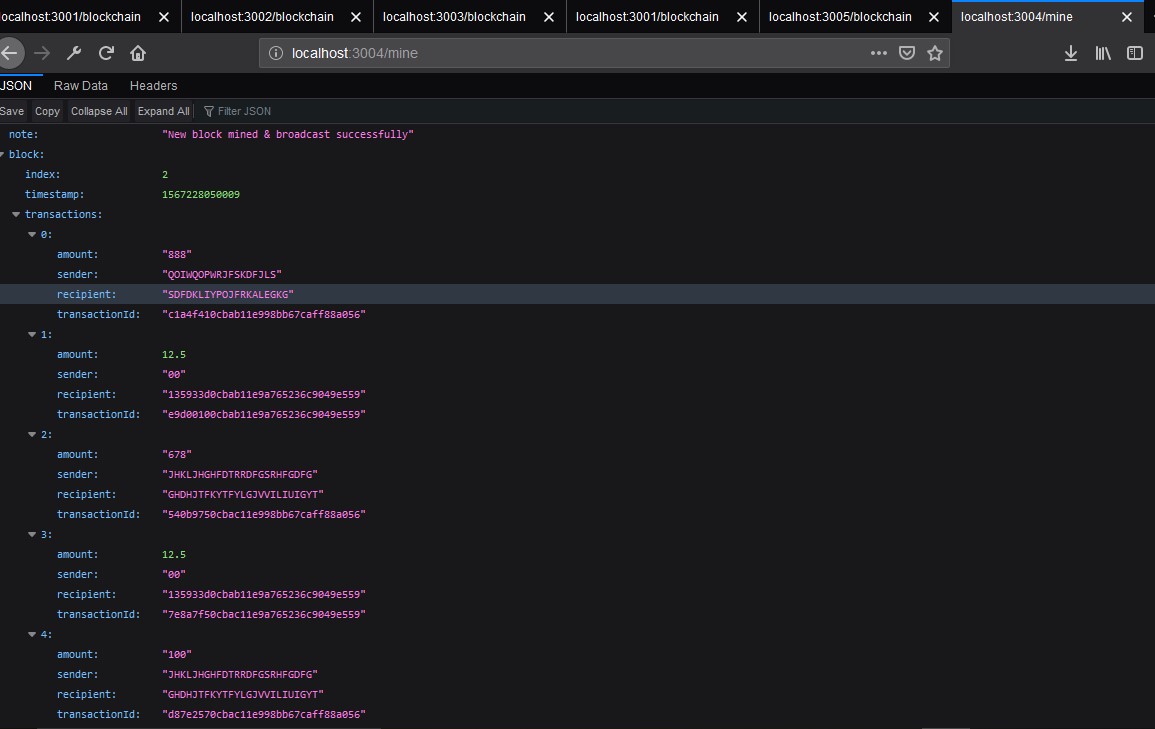 localhost:3001/blockchain localhost:3002/blockchain localhost:3003/blockchain localhost:3001/blockchain localhost:3005/blockchain localhost:3004/mine
localhost:3004/mine
JSON Raw Data Headers
Save Copy Collapse All Expand All Filter JSON
note: "New block mined & broadcast successfully"
block:
index: 2
timestamp: 1567228050009
transactions:
0:
amount: "888"
sender: "QOIWQOPWRJFSKDFJLS"
recipient: "SDFDKLIYPOJFRKALEGKG"
transactionId: "c1a4f410cbab11e998bb67caff88a056"
1:
amount: 12.5
sender: "00"
recipient: "135933d0cbab11e9a765236c9049e559"
transactionId: "e9d00100cbab11e9a765236c9049e559"
2:
amount: "678"
sender: "JHKLJHGHFDTRRDFGSRHFGDFG"
recipient: "GHDHJTFKYTFYLGJVVILIUIGYT"
transactionId: "540b9750cbac11e998bb67caff88a056"
3:
amount: 12.5
sender: "00"
recipient: "135933d0cbab11e9a765236c9049e559"
transactionId: "7e8a7f50cbac11e9a765236c9049e559"
4:
amount: "100"
sender: "JHKLJHGHFDTRRDFGSRHFGDFG"
recipient: "GHDHJTFKYTFYLGJVVILIUIGYT"
transactionId: "d87e2570cbac11e998bb67caff88a056"